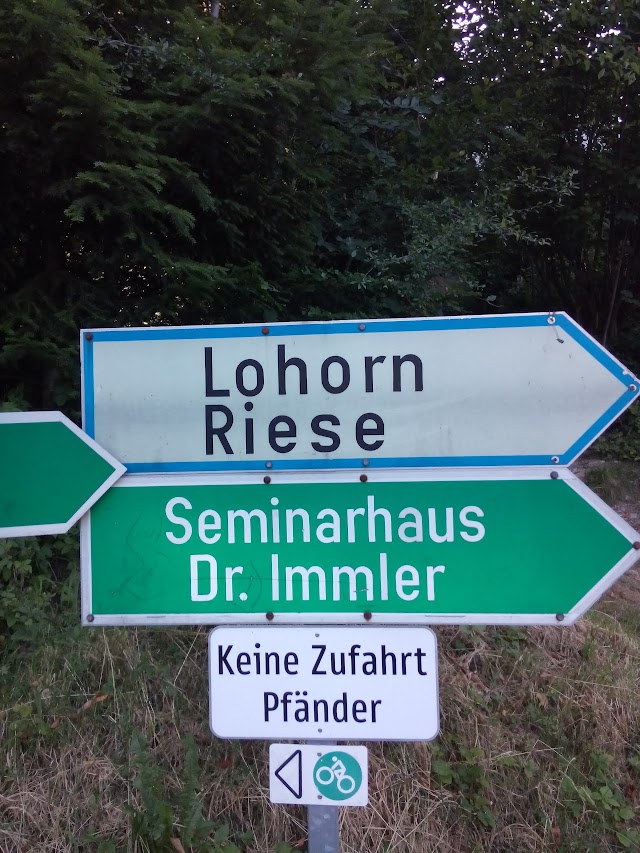 Lohorn
Riese
Seminarhaus
Dr. Immler
Keine Zufahrt
Pfänder